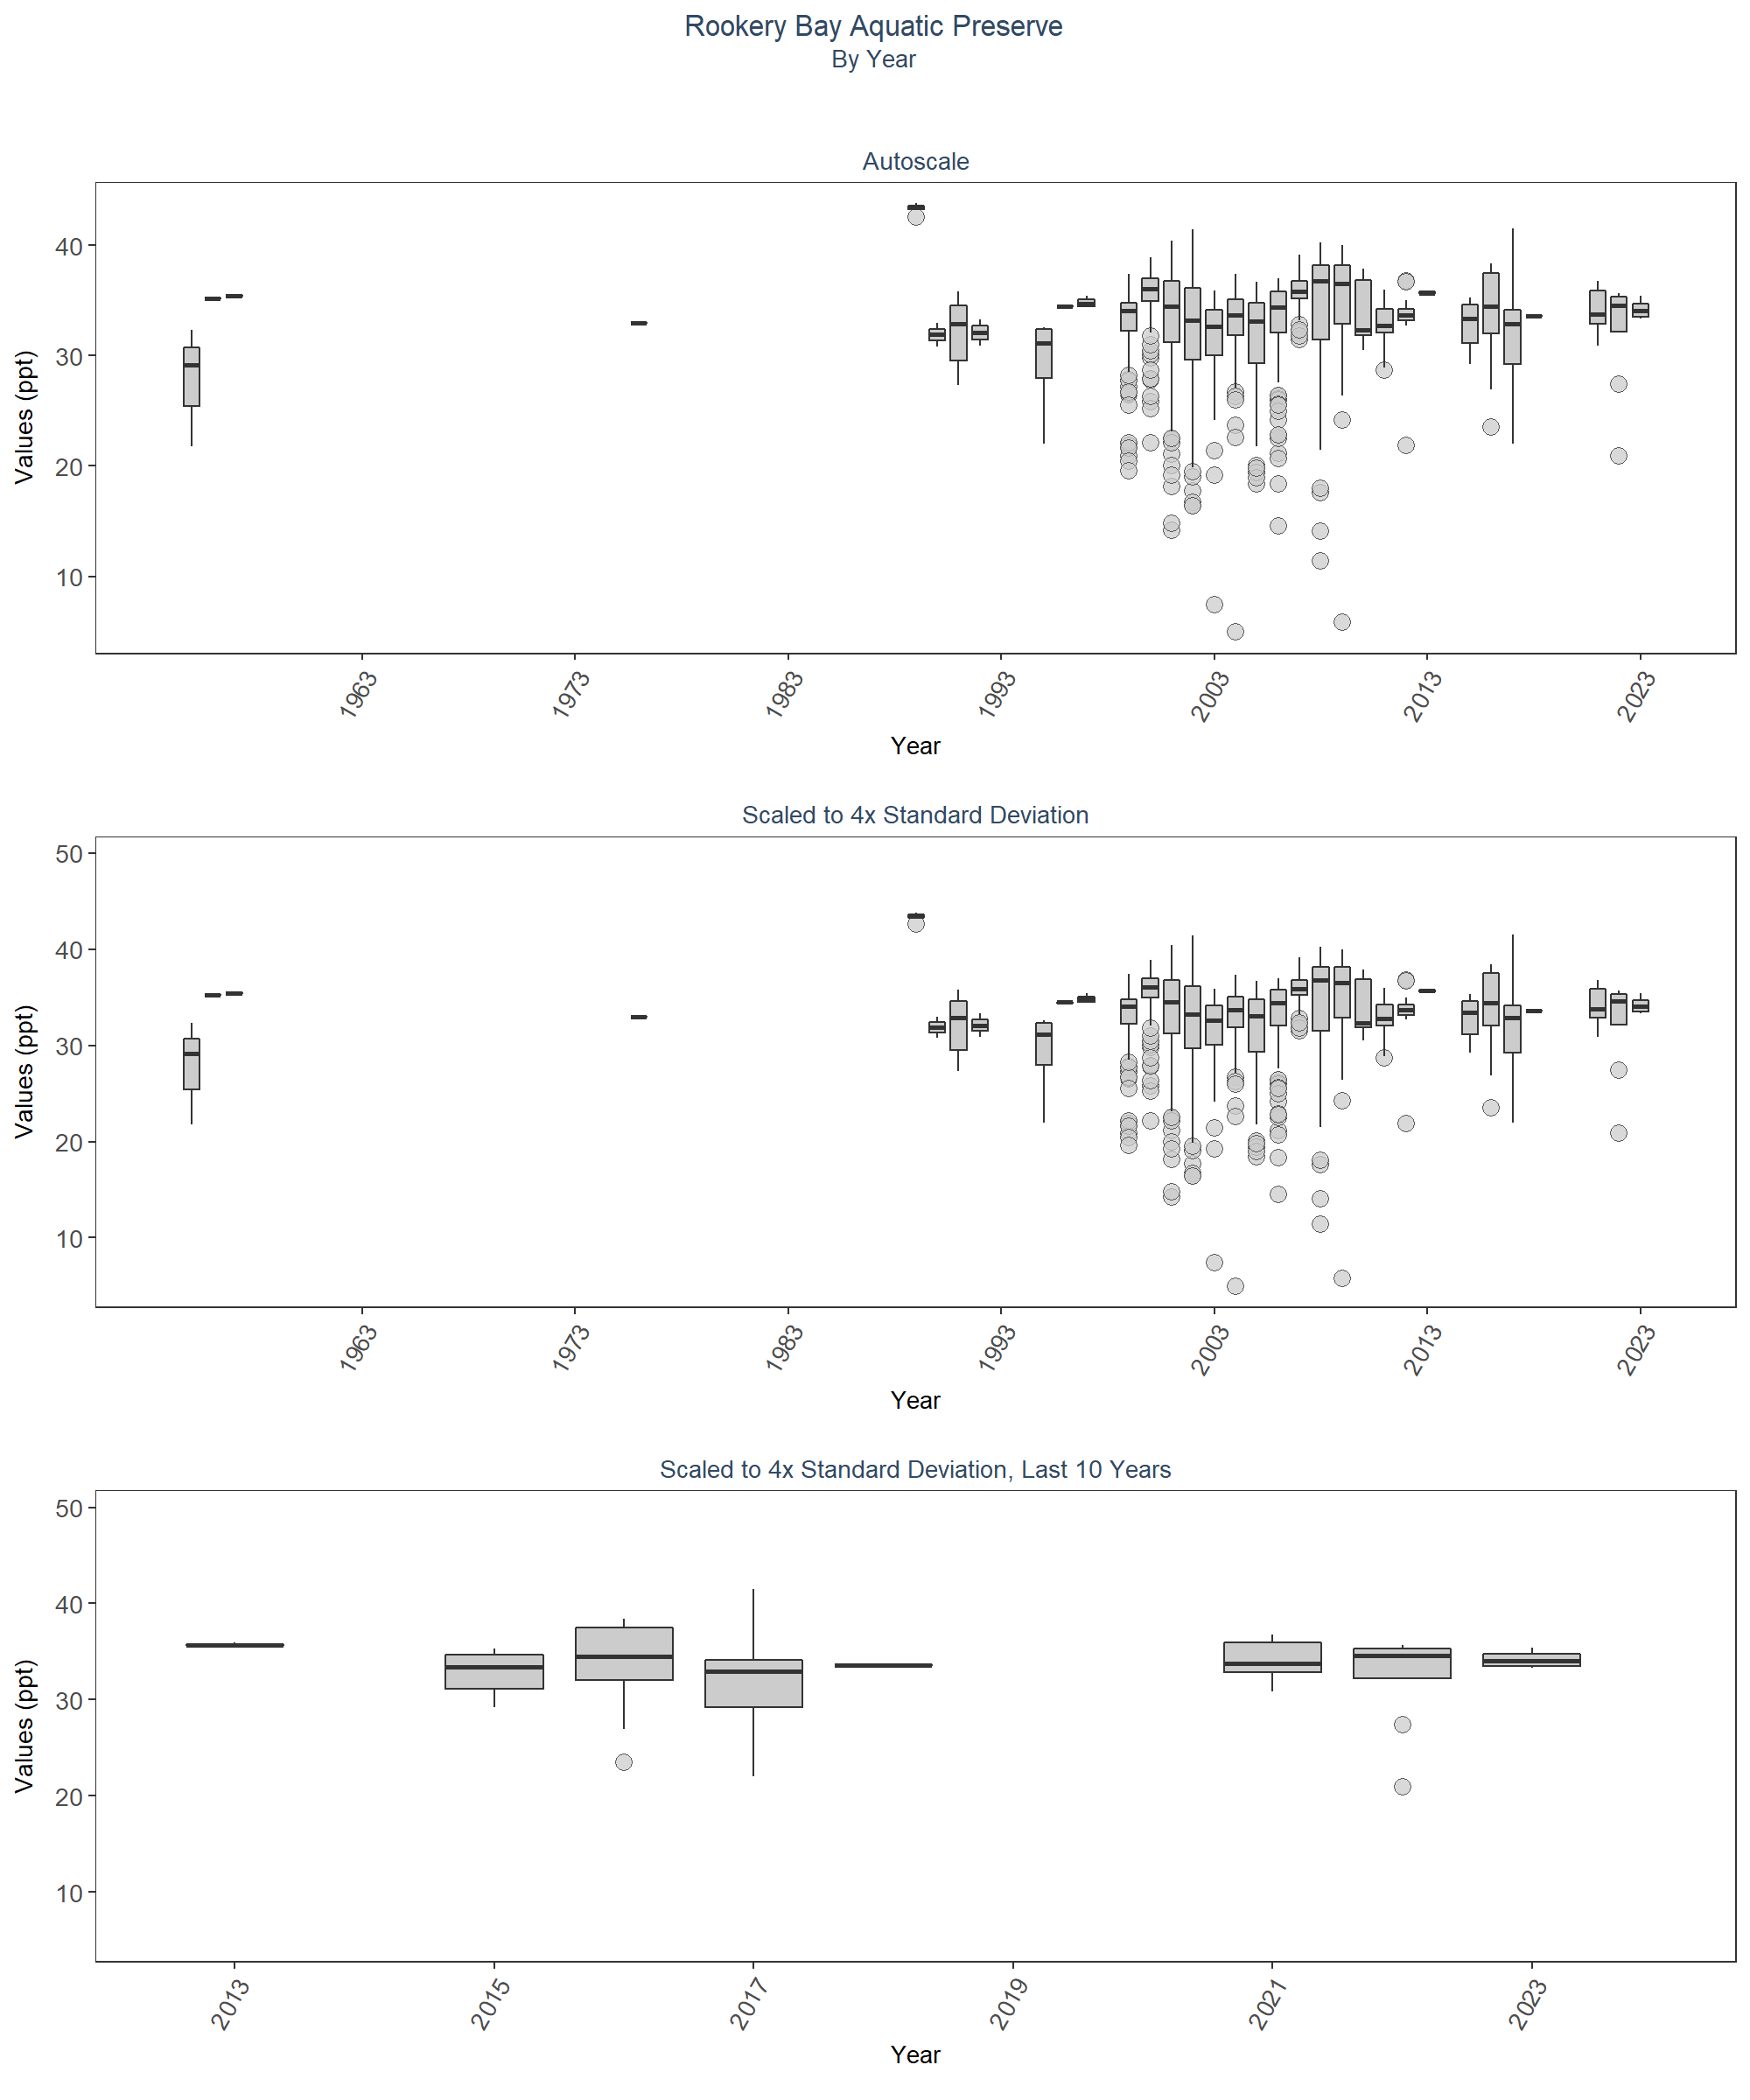 Rookery Bay Aquatic Preserve
By Year
Autoscale
Values (ppt)
40
30
20
10
1963 1973 1983 1993 2003 2013 2023
Year
Scaled to 4x Standard Deviation
Values (ppt)
50
40
30
20
10
1963 1973 1983 1993 2003 2013 2023
Year
Scaled to 4x Standard Deviation, Last 10 Years
Values (ppt)
50
40
30
20
10
2013 2015 2017 2019 2021 2023
Year